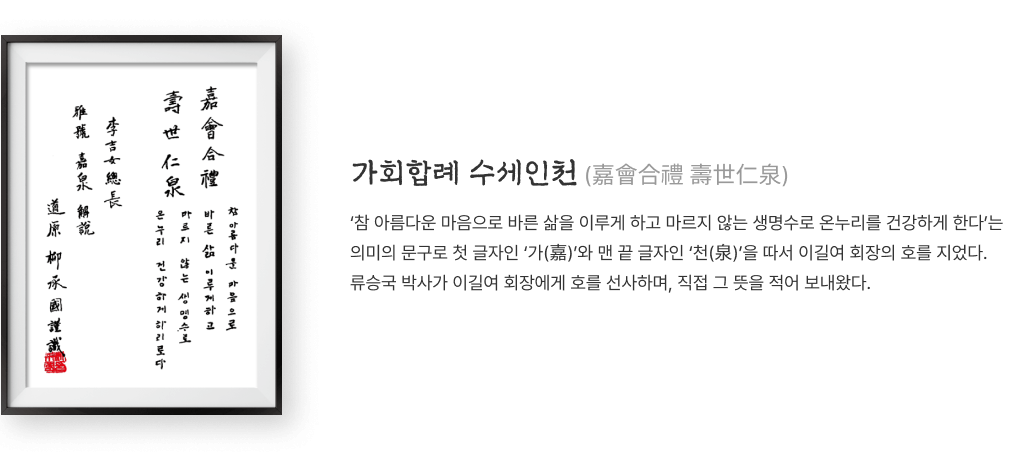 嘉會合禮
壽世仁泉
참 아름다운 마음으로
바른 삶 이루게하고
마르지 않는 생명수로
온누리 건강하게하리로다
李吉女總長
雅號 嘉泉 解說
道原 柳承國 謹識
가회합례 수세인천 (嘉會合禮 壽世仁泉)
‘참 아름다운 마음으로 바른 삶을 이루게 하고 마르지 않는 생명수로 온누리를 건강하게 한다’는
의미의 문구로 첫 글자인 ‘가(嘉)’와 맨 끝 글자인 ‘천(泉)’을 따서 이길여 회장의 호를 지었다.
류승국 박사가 이길여 회장에게 호를 선사하며, 직접 그 뜻을 적어 보내왔다.